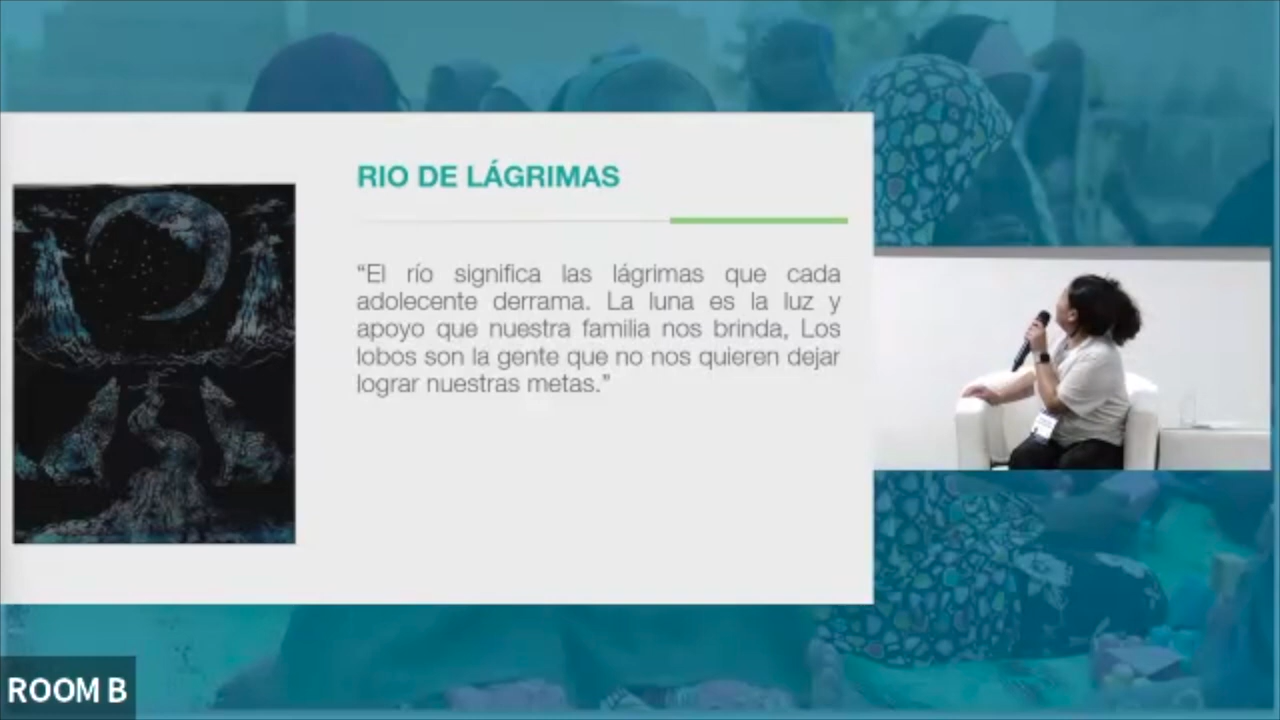 RIO DE LÁGRIMAS
“El río significa las lágrimas que cada
adolecente derrama. La luna es la luz y
apoyo que nuestra familia nos brinda, Los
lobos son la gente que no nos quieren dejar
lograr nuestras metas.”
ROOM B